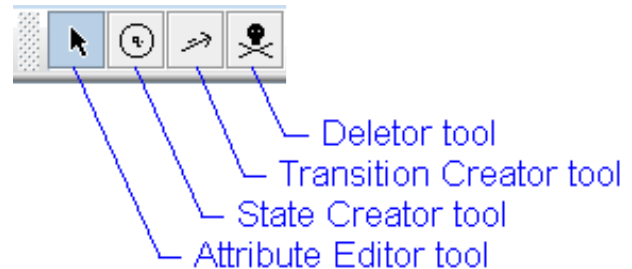 q
Deletor tool
Transition Creator tool
State Creator tool
Attribute Editor tool